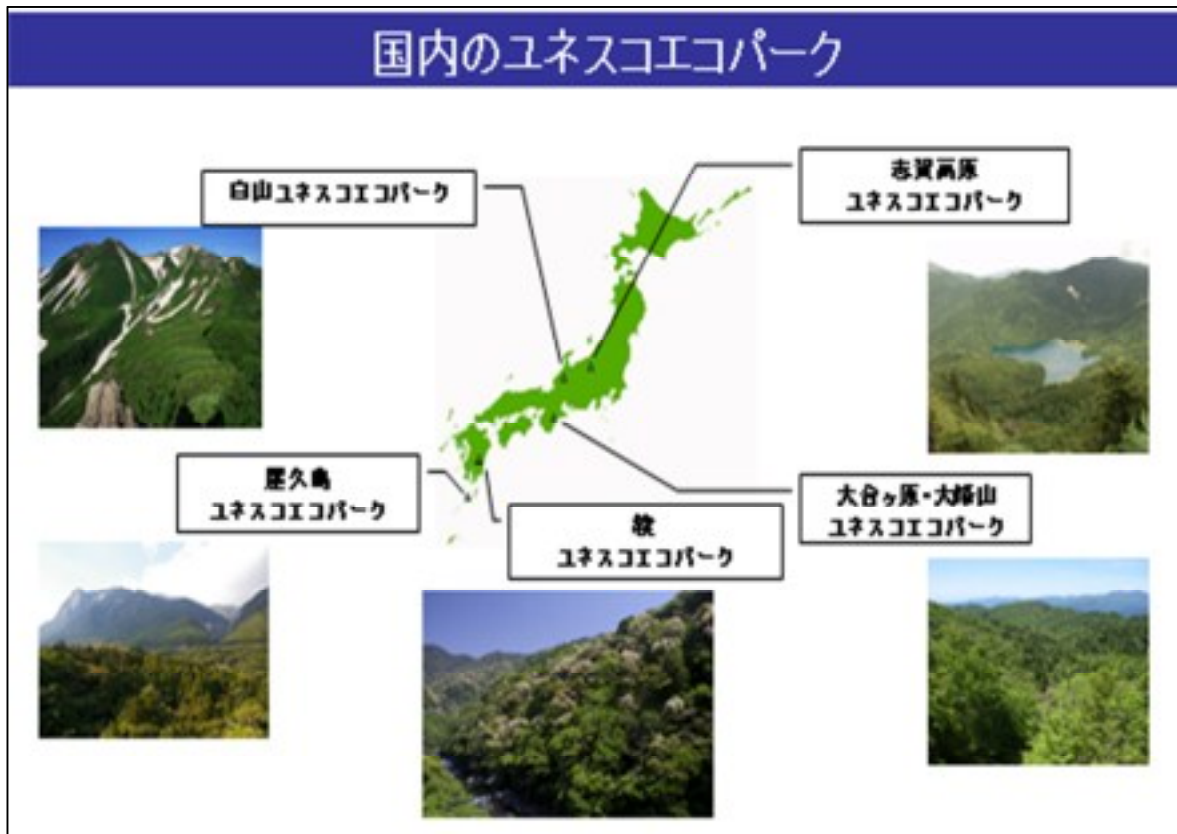 国内のユネスコエコパーク
白山ユネスコエコパーク
志賀高原
ユネスコエコパーク
屋久島
ユネスコエコパーク
綾
ユネスコエコパーク
大台ヶ原・大峰山
ユネスコエコパーク